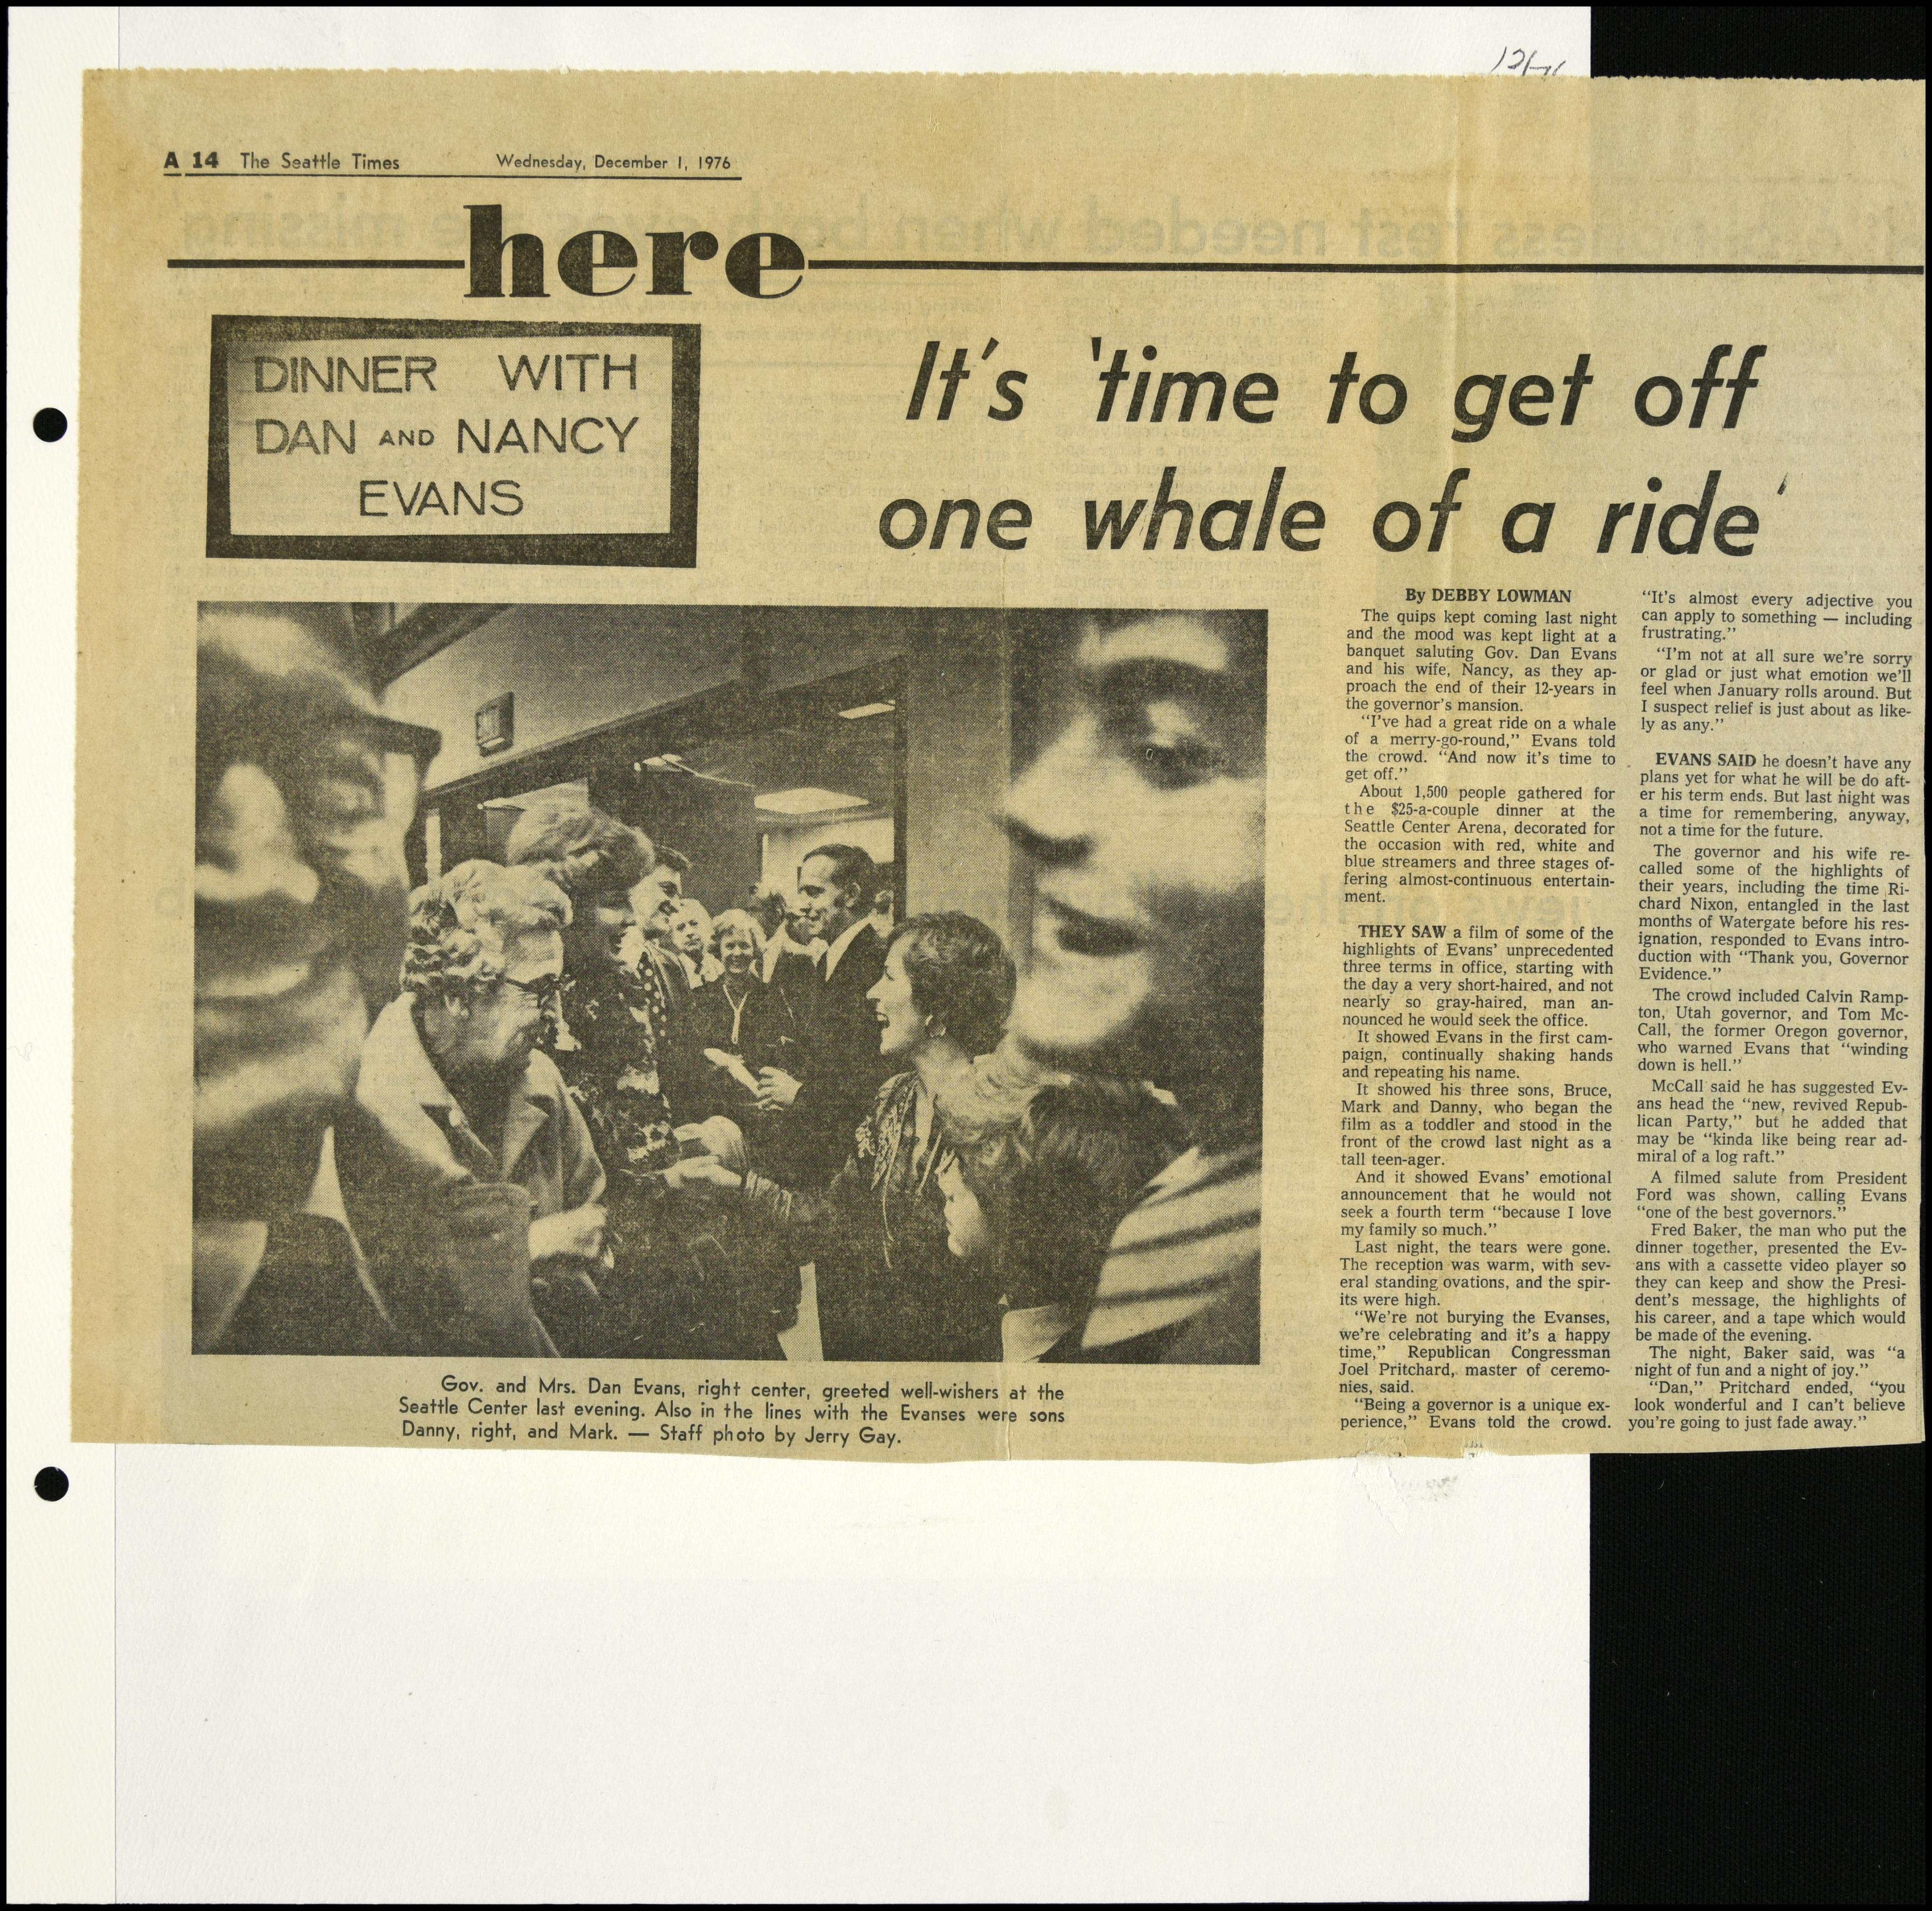 A 14 The Seattle Times Wednesday, December 1, 1976
here
DINNER WITH
DAN AND NANCY
EVANS
It's 'time to get off
one whale of a ride'
Gov. and Mrs. Dan Evans, right center, greeted well-wishers at the
Seattle Center last evening. Also in the lines with the Evanses were sons
Danny, right, and Mark. — Staff photo by Jerry Gay.
By DEBBY LOWMAN
The quips kept coming last night
and the mood was kept light at a
banquet saluting Gov. Dan Evans
and his wife, Nancy, as they ap-
proach the end of their 12-years in
the governor's mansion.
"I've had a great ride on a whale
of a merry-go-round," Evans told
the crowd. "And now it's time to
get off."
About 1,500 people gathered for
the $25-a-couple dinner at the
Seattle Center Arena, decorated for
the occasion with red, white and
blue streamers and three stages of-
fering almost-continuous entertain-
ment.
THEY SAW a film of some of the
highlights of Evans' unprecedented
three terms in office, starting with
the day a very short-haired, and not
nearly so gray-haired, man an-
nounced he would seek the office.
It showed Evans in the first cam-
paign, continually shaking hands
and repeating his name.
It showed his three sons, Bruce,
Mark and Danny, who began the
film as a toddler and stood in the
front of the crowd last night as a
tall teen-ager.
And it showed Evans' emotional
announcement that he would not
seek a fourth term "because I love
my family so much."
Last night, the tears were gone.
The reception was warm, with sev-
eral standing ovations, and the spir-
its were high.
"We're not burying the Evanses,
we're celebrating and it's a happy
time," Republican Congressman
Joel Pritchard, master of ceremo-
nies, said.
"Being a governor is a unique ex-
perience," Evans told the crowd.
"It's almost every adjective you
can apply to something — including
frustrating."
"I'm not at all sure we're sorry
or glad or just what emotion we'll
feel when January rolls around. But
I suspect relief is just about as like-
ly as any."
EVANS SAID he doesn't have any
plans yet for what he will be do aft-
er his term ends. But last night was
a time for remembering, anyway,
not a time for the future.
The governor and his wife re-
called some of the highlights of
their years, including the time Ri-
chard Nixon, entangled in the last
months of Watergate before his res-
ignation, responded to Evans intro-
duction with "Thank you, Governor
Evidence."
The crowd included Calvin Ramp-
ton, Utah governor, and Tom Mc-
Call, the former Oregon governor,
who warned Evans that "winding
down is hell."
McCall said he has suggested Ev-
ans head the "new, revived Repub-
lican Party," but he added that
may be "kinda like being rear ad-
miral of a log raft."
A filmed salute from President
Ford was shown, calling Evans
"one of the best governors."
Fred Baker, the man who put the
dinner together, presented the Ev-
ans with a cassette video player so
they can keep and show the Presi-
dent's message, the highlights of
his career, and a tape which would
be made of the evening.
The night, Baker said, was "a
night of fun and a night of joy."
"Dan," Pritchard ended, "you
look wonderful and I can't believe
you're going to just fade away."